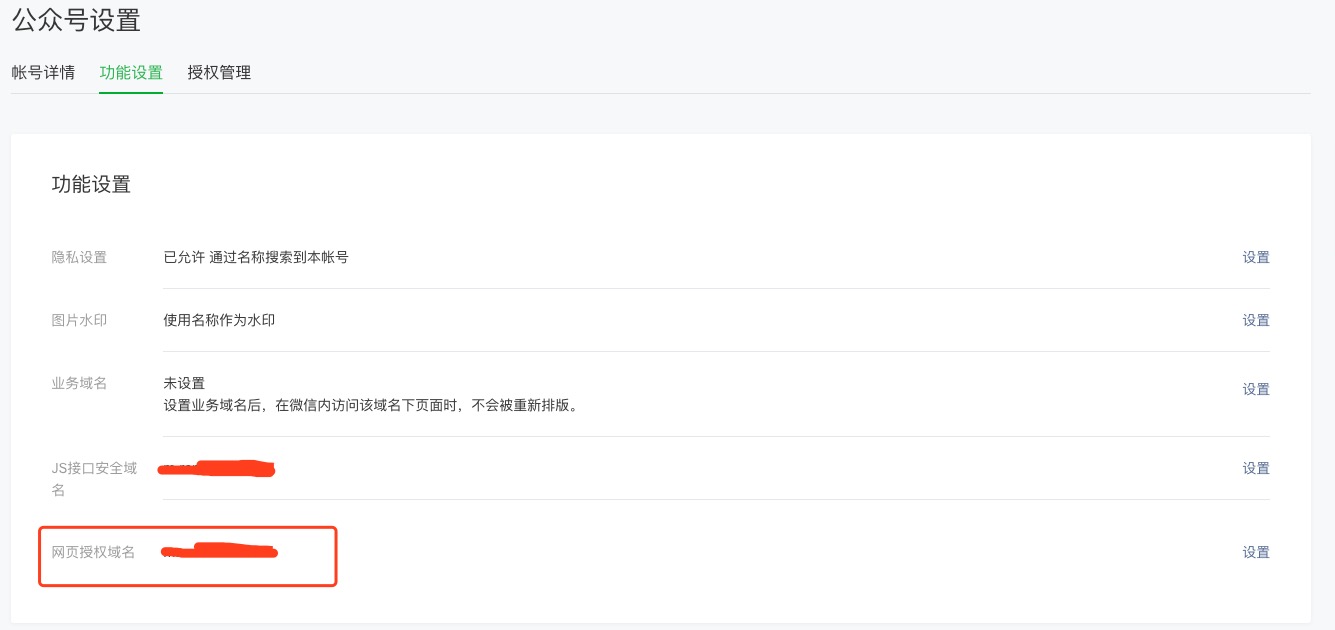 公众号设置
帐号详情 功能设置 授权管理
功能设置
隐私设置 已允许 通过名称搜索到本帐号 设置
图片水印 使用名称作为水印 设置
业务域名 未设置 设置
设置业务域名后，在微信内访问该域名下页面时，不会被重新排版。
JS接口安全域 设置
名
网页授权域名 设置